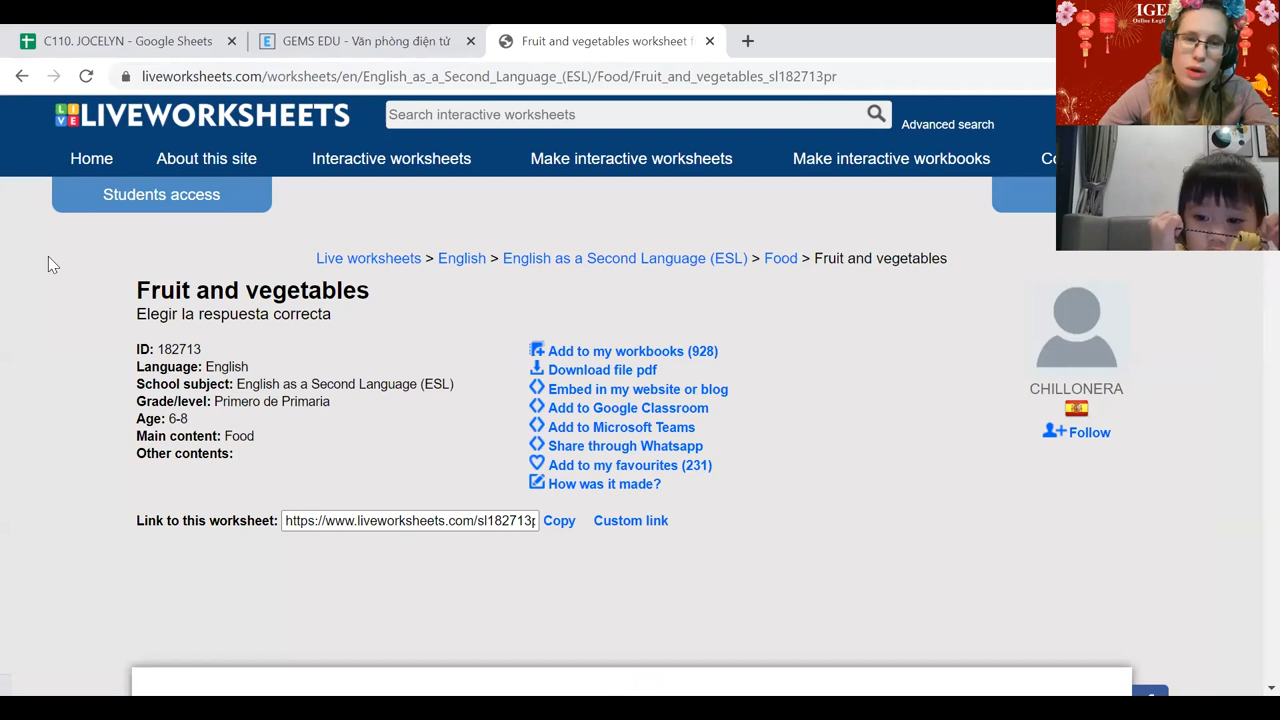 C110. JOCELYN - Google Sheets
GEMS EDU - Văn phòng điện tử
Fruit and vegetables worksheet f
liveworksheets.com/worksheets/en/English_as_a_Second_Language_(ESL)/Food/Fruit_and_vegetables_sl182713pr
LIVE
LIVEWORKSHEETS
Search interactive worksheets
Advanced search
Home
About this site
Interactive worksheets
Make interactive worksheets
Make interactive workbooks
Students access
Live worksheets > English > English as a Second Language (ESL) > Food > Fruit and vegetables
Fruit and vegetables
Elegir la respuesta correcta
ID: 182713
Language: English
School subject: English as a Second Language (ESL)
Grade/level: Primero de Primaria
Age: 6-8
Main content: Food
Other contents:
Add to my workbooks (928)
Download file pdf
Embed in my website or blog
Add to Google Classroom
Add to Microsoft Teams
Share through Whatsapp
Add to my favourites (231)
How was it made?
Link to this worksheet: https://www.liveworksheets.com/sl182713p Copy Custom link
CHILLONERA
Follow